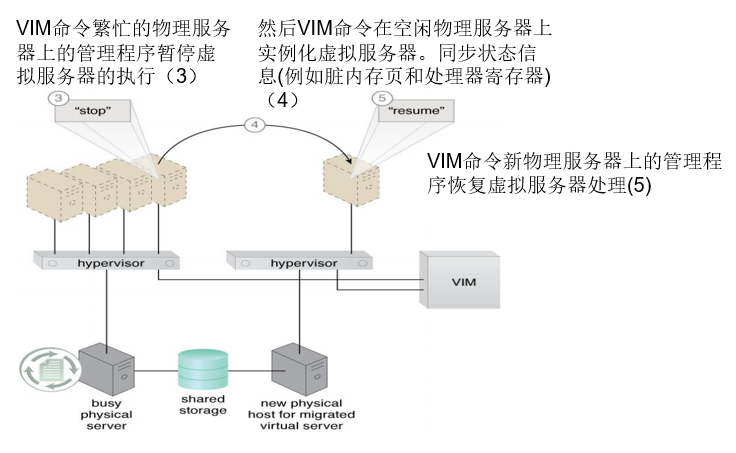 VIM命令繁忙的物理服务
器上的管理程序暂停虚
拟服务器的执行（3）
然后VIM命令在空闲物理服务器上
实例化虚拟服务器。同步状态信
息(例如脏内存页和处理器寄存器)
（4）
3
"stop"
4
5
"resume"
VIM命令新物理服务器上的管理程
序恢复虚拟服务器处理(5)
hypervisor
hypervisor
VIM
busy
physical
server
shared
storage
new physical
host for migrated
virtual server